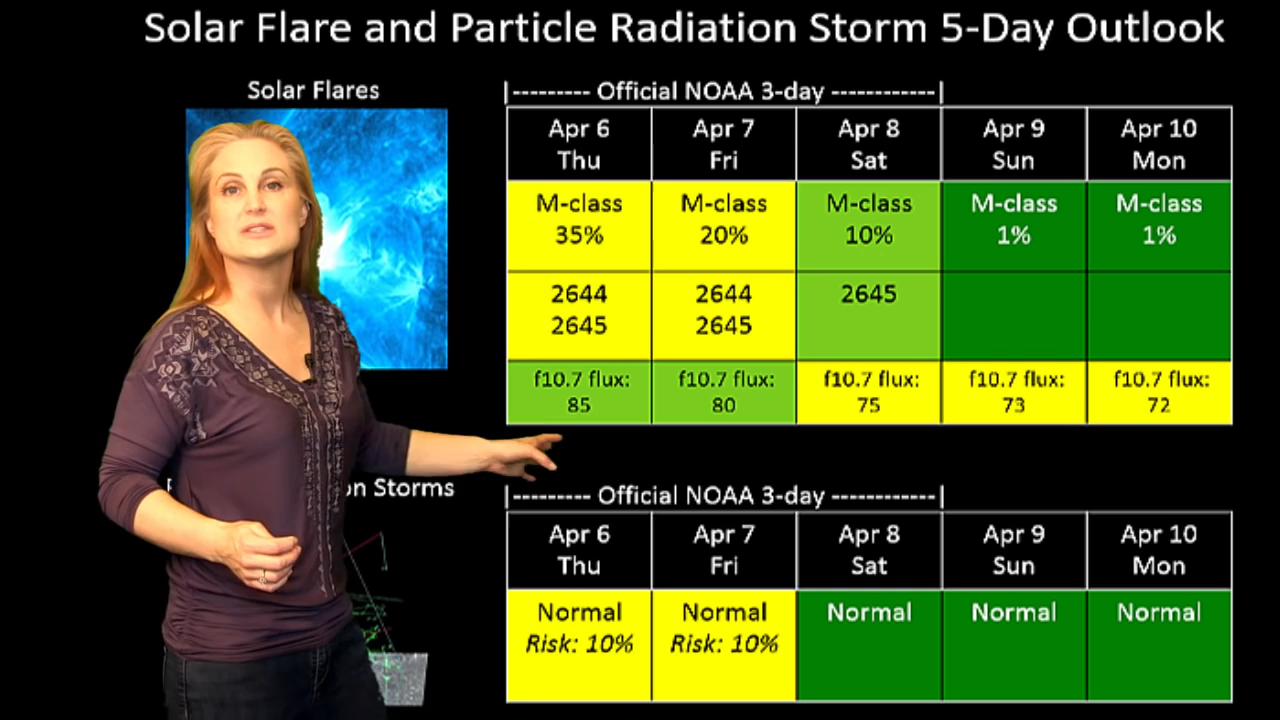 Solar Flare and Particle Radiation Storm 5-Day Outlook
Solar Flares
|--------- Official NOAA 3-day ------------|
Apr 6 Apr 7 Apr 8 Apr 9 Apr 10
Thu Fri Sat Sun Mon
M-class M-class M-class M-class M-class
35% 20% 10% 1% 1%
2644 2644 2645
2645 2645
f10.7 flux: f10.7 flux: f10.7 flux: f10.7 flux: f10.7 flux:
85 80 75 73 72
Storms
|--------- Official NOAA 3-day ------------|
Apr 6 Apr 7 Apr 8 Apr 9 Apr 10
Thu Fri Sat Sun Mon
Normal Normal Normal Normal Normal
Risk: 10% Risk: 10%